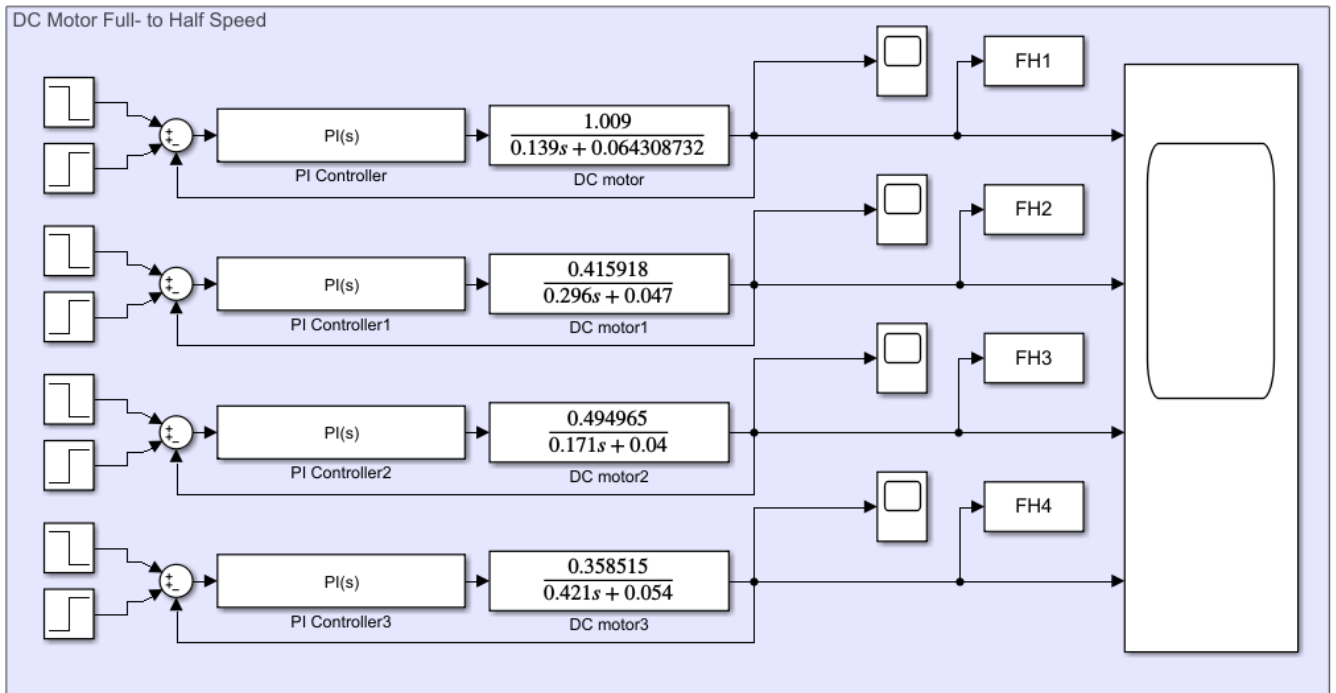 DC Motor Full- to Half Speed
FH1
+
+
−
PI(s)
1.009
0.139s + 0.064308732
PI Controller
DC motor
FH2
+
+
−
PI(s)
0.415918
0.296s + 0.047
PI Controller1
DC motor1
FH3
+
+
−
PI(s)
0.494965
0.171s + 0.04
PI Controller2
DC motor2
FH4
+
+
−
PI(s)
0.358515
0.421s + 0.054
PI Controller3
DC motor3